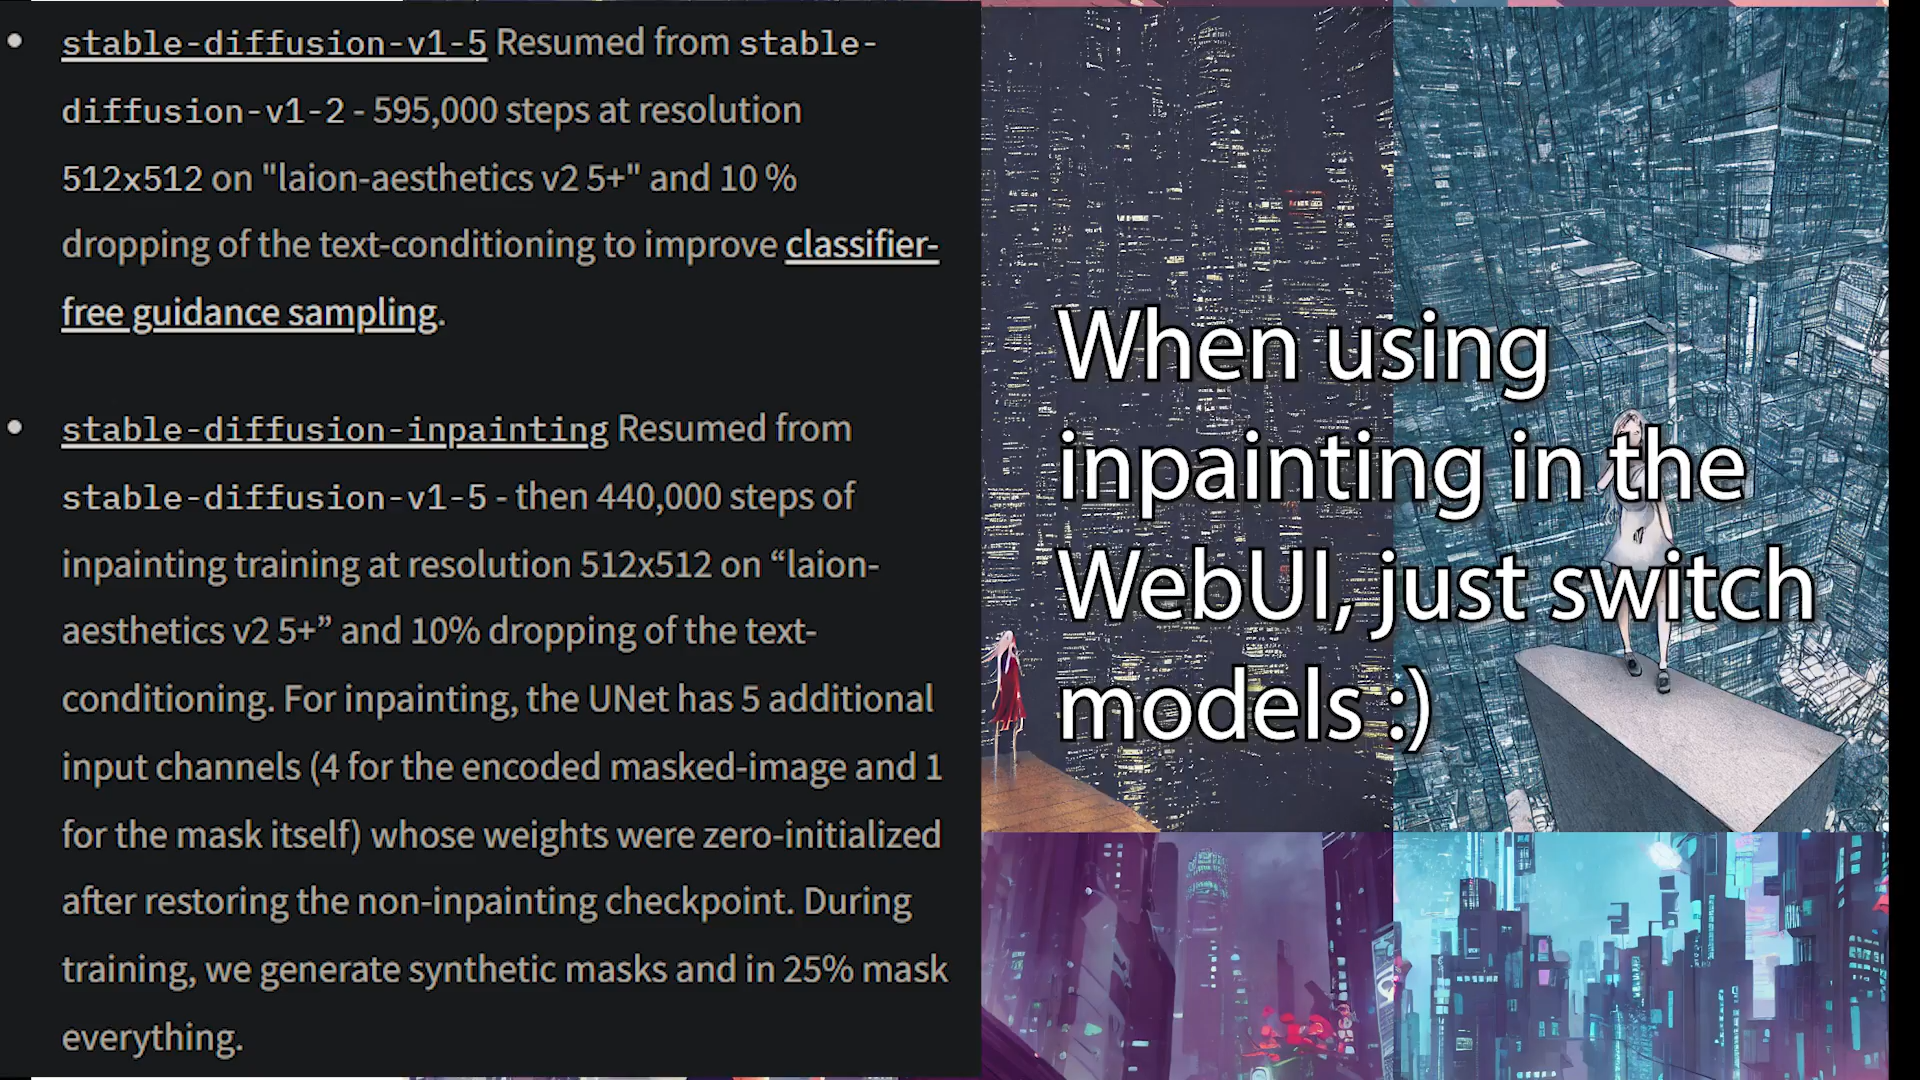 stable-diffusion-v1-5 Resumed from stable-
diffusion-v1-2 - 595,000 steps at resolution
512x512 on "laion-aesthetics v2 5+" and 10 %
dropping of the text-conditioning to improve classifier-
free guidance sampling.
stable-diffusion-inpainting Resumed from
stable-diffusion-v1-5 - then 440,000 steps of
inpainting training at resolution 512x512 on “laion-
aesthetics v2 5+” and 10% dropping of the text-
conditioning. For inpainting, the UNet has 5 additional
input channels (4 for the encoded masked-image and 1
for the mask itself) whose weights were zero-initialized
after restoring the non-inpainting checkpoint. During
training, we generate synthetic masks and in 25% mask
everything.
When using
inpainting in the
WebUI, just switch
models :)